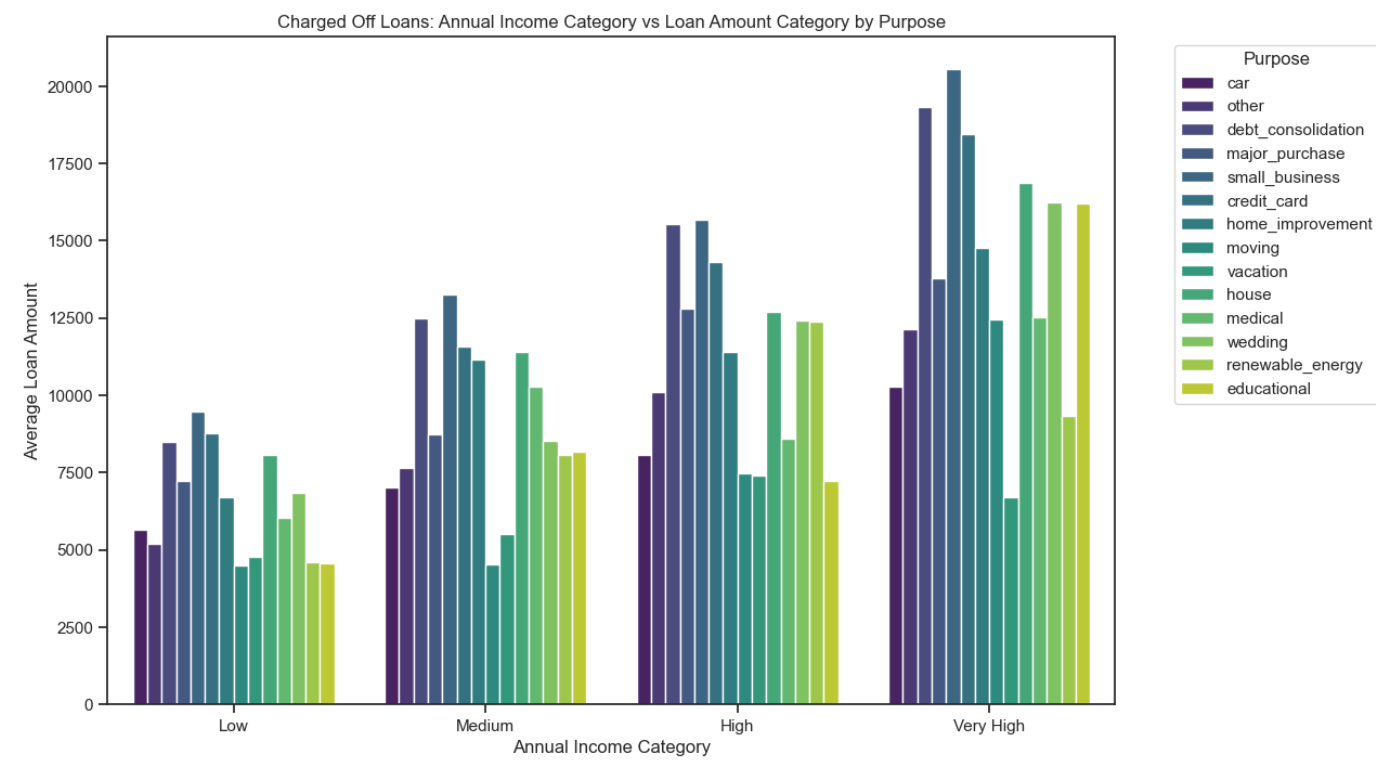 Charged Off Loans: Annual Income Category vs Loan Amount Category by Purpose
Average Loan Amount
20000
17500
15000
12500
10000
7500
5000
2500
0
Low
Medium
High
Very High
Annual Income Category
Purpose
car
other
debt_consolidation
major_purchase
small_business
credit_card
home_improvement
moving
vacation
house
medical
wedding
renewable_energy
educational